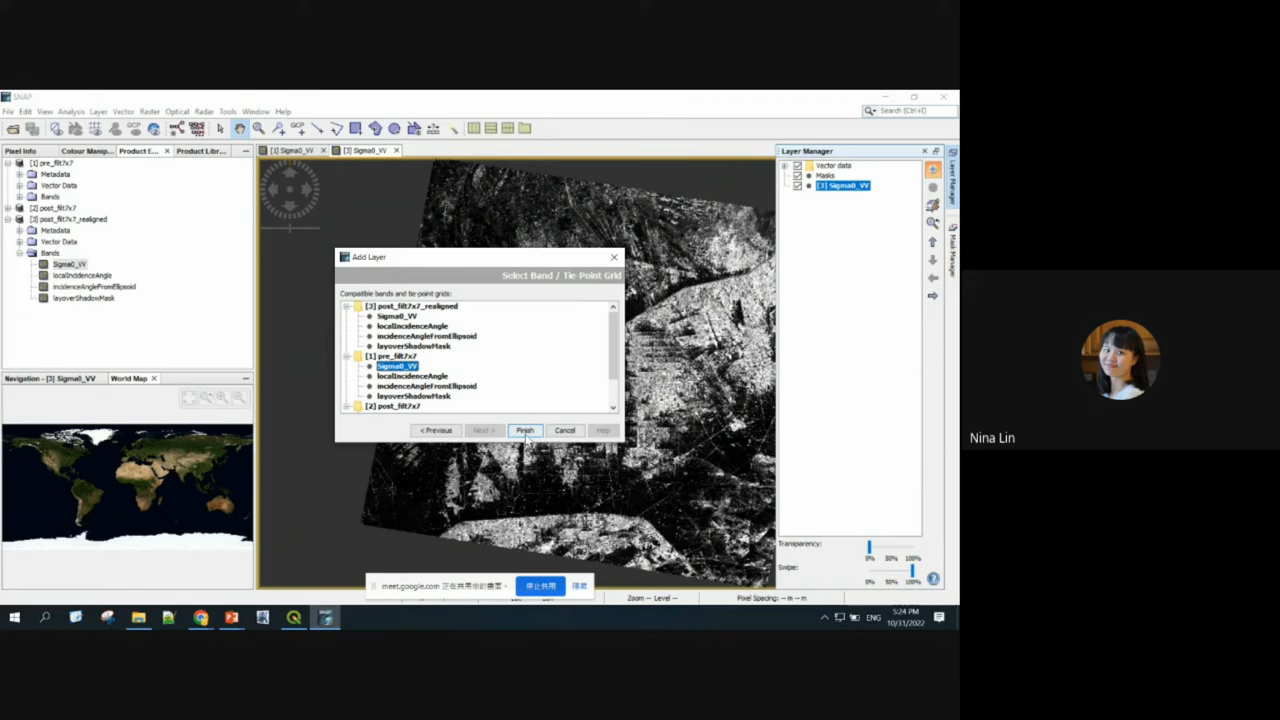 SNAP
File Edit View Analysis Layer Vector Raster Optical Radar Tools Window Help
Search (Ctrl+I)
Pixel Info Colour Manip... Product E... Product Libr...
[1] Sigma0_VV [3] Sigma0_VV
Layer Manager
[1] pre_filt7x7
Metadata
Vector Data
Bands
[2] post_filt7x7
[3] post_filt7x7_realigned
Metadata
Vector Data
Bands
Sigma0_VV
localIncidenceAngle
incidenceAngleFromEllipsoid
layoverShadowMask
Vector data
Masks
[3] Sigma0_VV
Layer Manager
Mask Manager
Add Layer
Select Band / Tie-Point Grid
Compatible bands and tie-point grids:
[3] post_filt7x7_realigned
Sigma0_VV
localIncidenceAngle
incidenceAngleFromEllipsoid
layoverShadowMask
[1] pre_filt7x7
Sigma0_VV
localIncidenceAngle
incidenceAngleFromEllipsoid
layoverShadowMask
[2] post_filt7x7
< Previous Next > Finish Cancel Help
Navigation - [3] Sigma0_VV World Map
Transparency:
0% 50% 100%
Swipe:
0% 50% 100%
meet.google.com 正在共用你的畫面。
停止共用
隱藏
Zoom -- Level --
Pixel Spacing: -- m -- m
ENG
5:24 PM
10/31/2022
Nina Lin